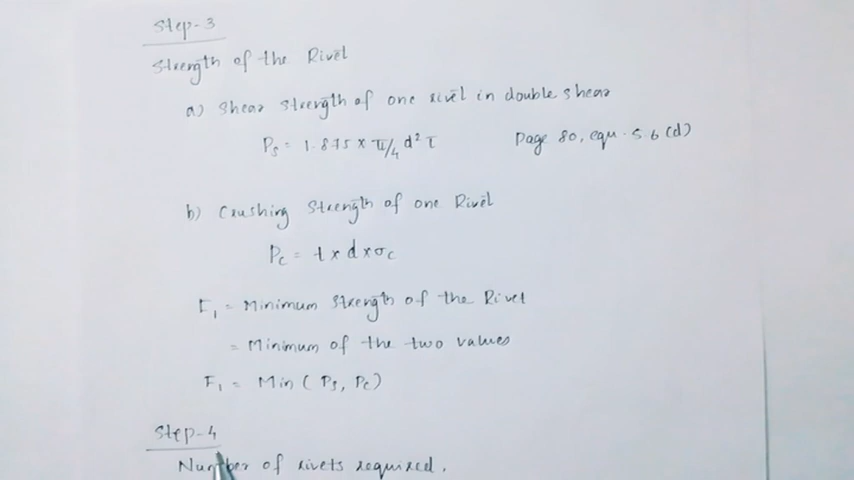 Step-3
Strength of the Rivet
a) Shear strength of one rivet in double shear
Ps = 1.875 x π/4 d² τ Page 80, equ. 5.6 (d)
b) Crushing strength of one Rivet
Pc = t x d x σc
F1 = Minimum strength of the Rivet
= Minimum of the two values
F1 = Min ( Ps, Pc)
Step-4
Number of rivets required.